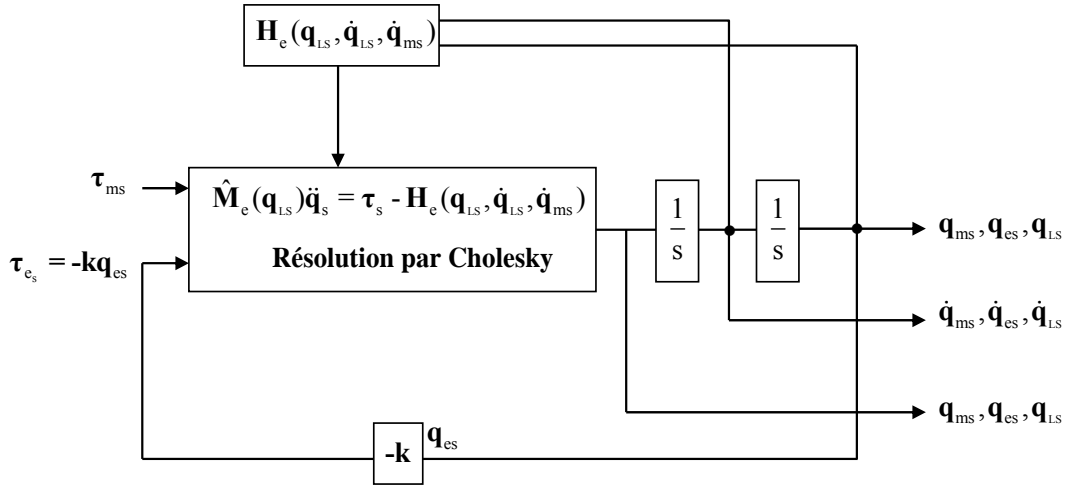 H_e(q_LS, q̇_LS, q̇_ms)
τ_ms
M̂_e(q_LS)q̈_s = τ_s - H_e(q_LS, q̇_LS, q̇_ms)
Résolution par Cholesky
τ_e_s = -kq_es
1/s
1/s
q_ms, q_es, q_LS
q̇_ms, q̇_es, q̇_LS
q_ms, q_es, q_LS
-k
q_es